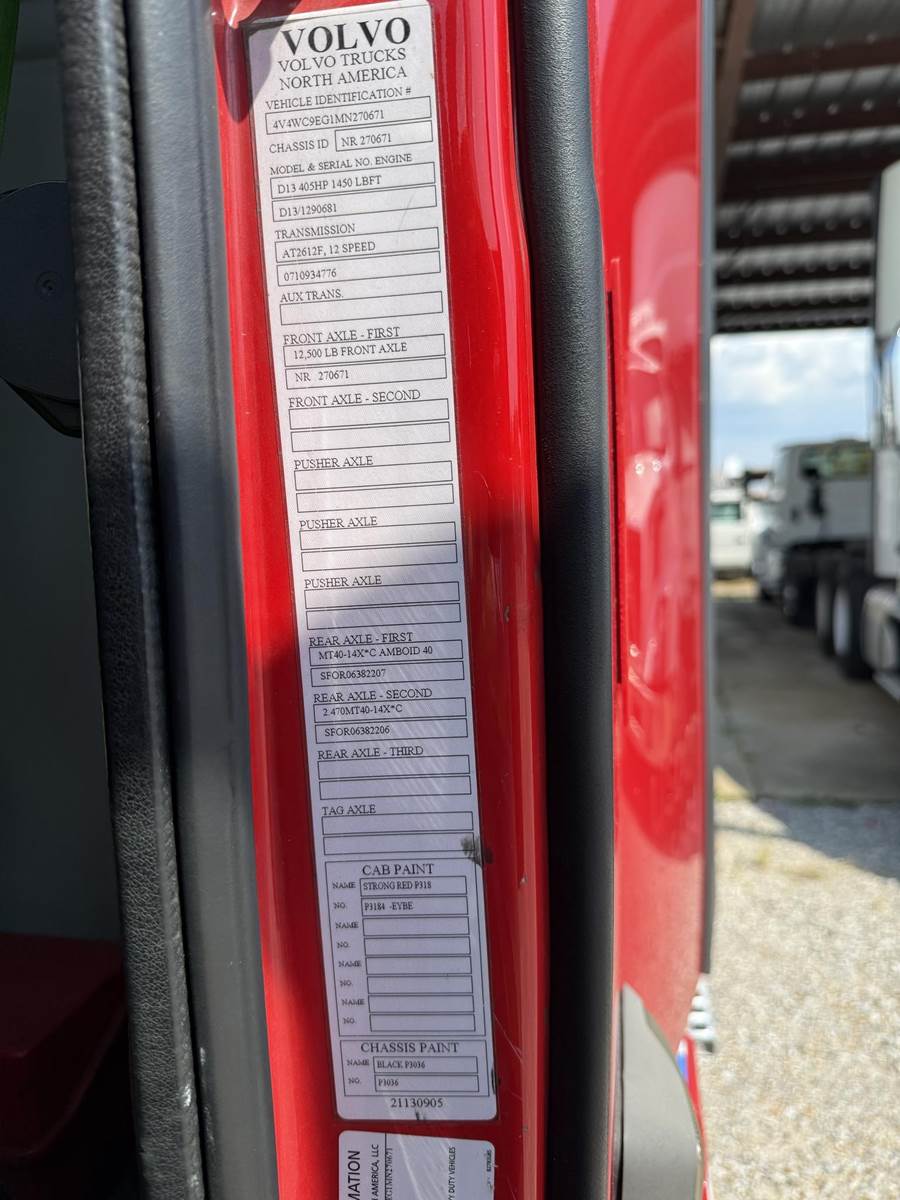 VOLVO
VOLVO TRUCKS
NORTH AMERICA
VEHICLE IDENTIFICATION #
4V4WC9EG1MN270671
CHASSIS ID NR 270671
MODEL & SERIAL NO. ENGINE
D13 405HP 1450 LBFT
D13/1290681
TRANSMISSION
AT2612F, 12 SPEED
0710934776
AUX TRANS.
FRONT AXLE - FIRST
12,500 LB FRONT AXLE
NR 270671
FRONT AXLE - SECOND
PUSHER AXLE
PUSHER AXLE
PUSHER AXLE
REAR AXLE - FIRST
MT40-14X*C AMBOID 40
SFOR06382207
REAR AXLE - SECOND
2.470MT40-14X*C
SFOR06382206
REAR AXLE - THIRD
TAG AXLE
CAB PAINT
NAME STRONG RED P318
NO. P3184 -EYBE
NAME
NO.
NAME
NO.
NAME
NO.
CHASSIS PAINT
NAME BLACK P3036
NO. P3036
21130905
MATION
AMERICA, LLC
EG1MN270671
DUTY VEHICLES